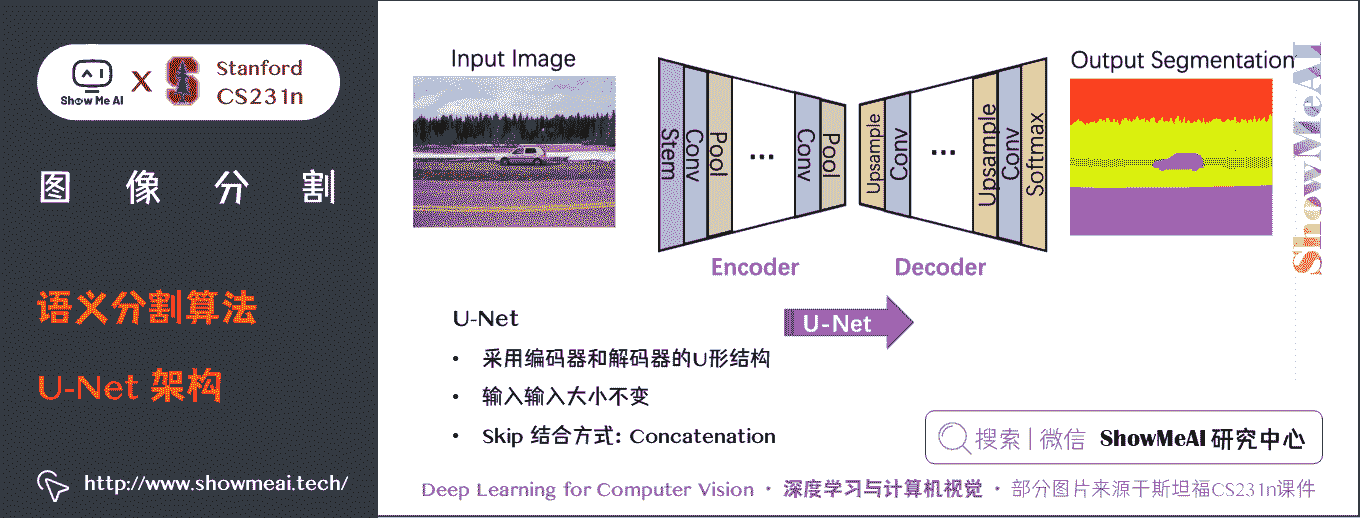 Show Me AI
X
S
Stanford
CS231n
图像分割
语义分割算法
U-Net 架构
http://www.showmeai.tech/
Input Image
Stem
Conv
Pool
...
Conv
Pool
Encoder
Upsample
Conv
...
Upsample
Conv
Softmax
Decoder
Output Segmentation
ShowMeAI
U-Net
U-Net
• 采用编码器和解码器的U形结构
• 输入输入大小不变
• Skip 结合方式: Concatenation
搜索 | 微信 ShowMeAI 研究中心
Deep Learning for Computer Vision · 深度学习与计算机视觉 · 部分图片来源于斯坦福CS231n课件